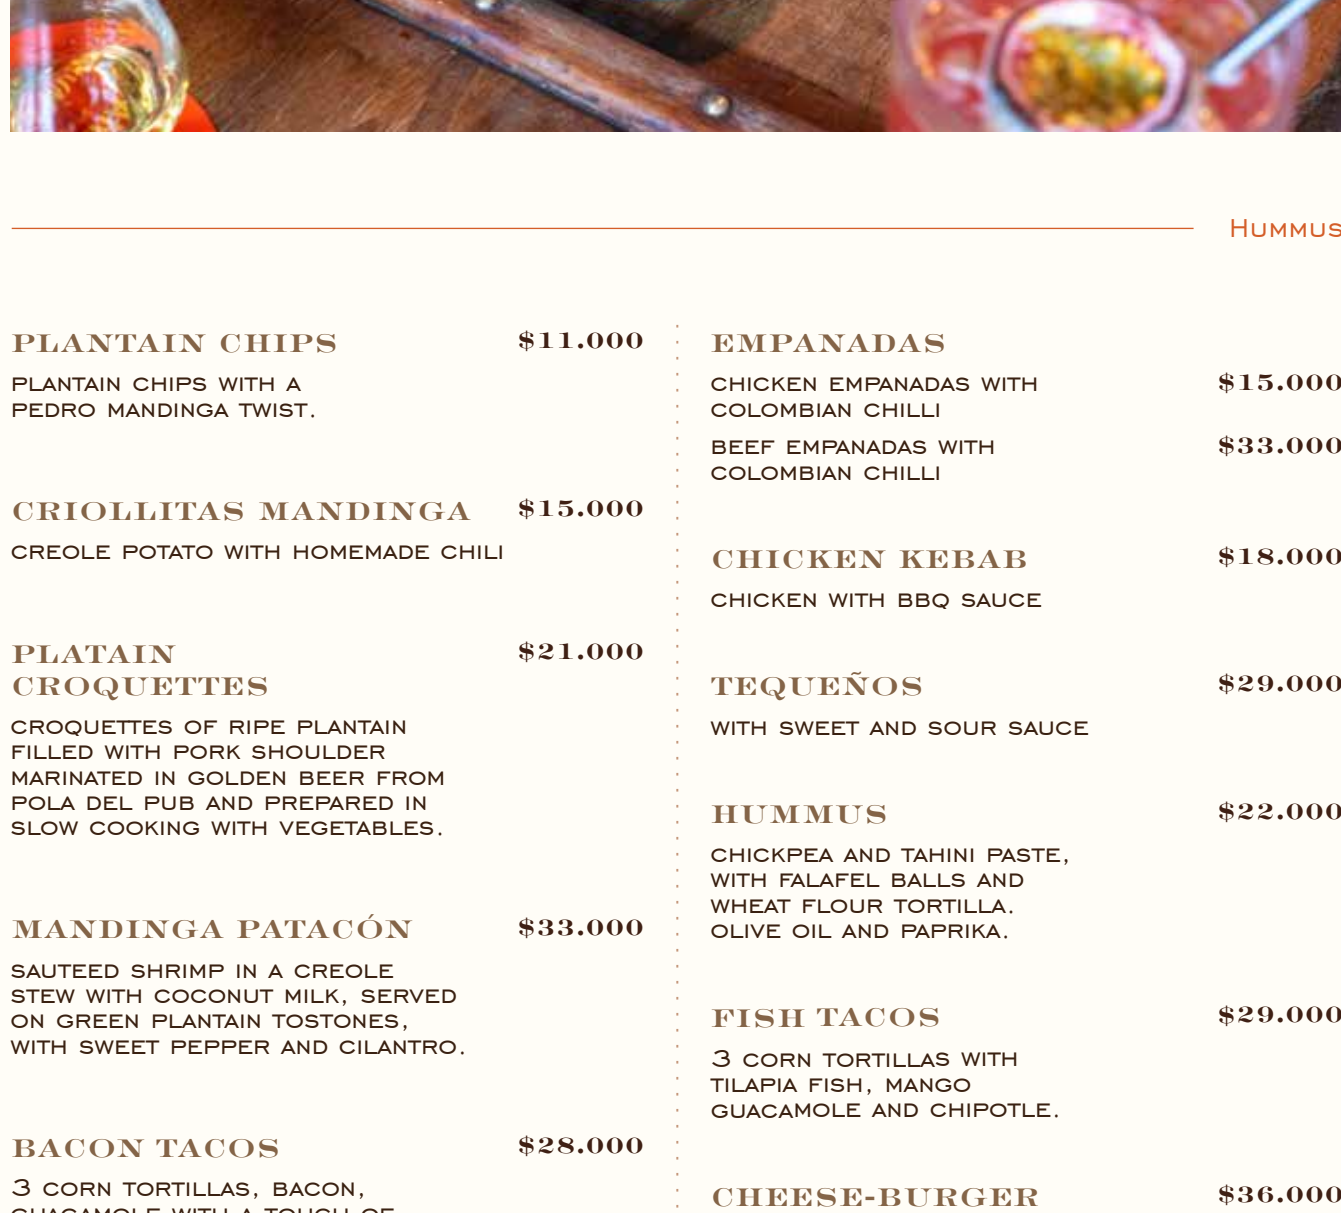 Hummus
PLANTAIN CHIPS $11.000
PLANTAIN CHIPS WITH A
PEDRO MANDINGA TWIST.
CRIOLLITAS MANDINGA $15.000
CREOLE POTATO WITH HOMEMADE CHILI
PLATAIN $21.000
CROQUETTES
CROQUETTES OF RIPE PLANTAIN
FILLED WITH PORK SHOULDER
MARINATED IN GOLDEN BEER FROM
POLA DEL PUB AND PREPARED IN
SLOW COOKING WITH VEGETABLES.
MANDINGA PATACÓN $33.000
SAUTEED SHRIMP IN A CREOLE
STEW WITH COCONUT MILK, SERVED
ON GREEN PLANTAIN TOSTONES,
WITH SWEET PEPPER AND CILANTRO.
BACON TACOS $28.000
3 CORN TORTILLAS, BACON,
GUACAMOLE WITH A TOUCH OF
EMPANADAS
CHICKEN EMPANADAS WITH $15.000
COLOMBIAN CHILLI
BEEF EMPANADAS WITH $33.000
COLOMBIAN CHILLI
CHICKEN KEBAB $18.000
CHICKEN WITH BBQ SAUCE
TEQUEÑOS $29.000
WITH SWEET AND SOUR SAUCE
HUMMUS $22.000
CHICKPEA AND TAHINI PASTE,
WITH FALAFEL BALLS AND
WHEAT FLOUR TORTILLA.
OLIVE OIL AND PAPRIKA.
FISH TACOS $29.000
3 CORN TORTILLAS WITH
TILAPIA FISH, MANGO
GUACAMOLE AND CHIPOTLE.
CHEESE-BURGER $36.000